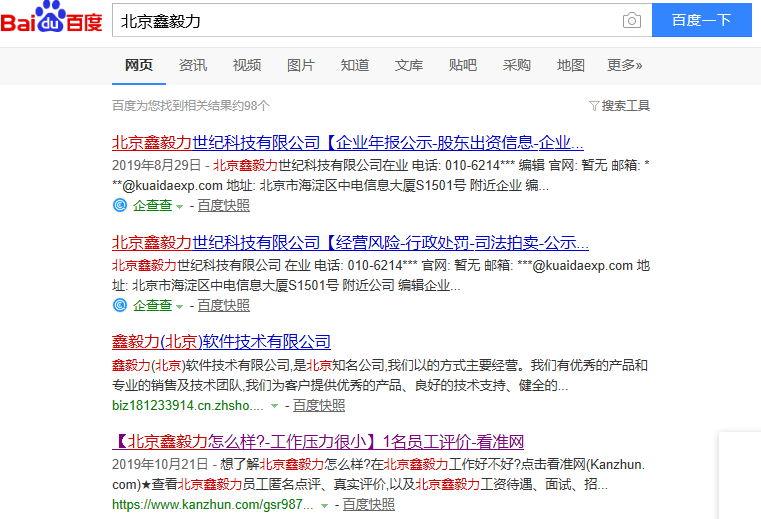 Bai du 百度 北京鑫毅力 百度一下
网页 资讯 视频 图片 知道 文库 贴吧 采购 地图 更多»
百度为您找到相关结果约98个 搜索工具
北京鑫毅力世纪科技有限公司【企业年报公示-股东出资信息-企业...
2019年8月29日 - 北京鑫毅力世纪科技有限公司在业 电话: 010-6214*** 编辑 官网: 暂无 邮箱: *
**@kuaidaexp.com 地址: 北京市海淀区中电信息大厦S1501号 附近企业 编...
企查查 - 百度快照
北京鑫毅力世纪科技有限公司【经营风险-行政处罚-司法拍卖-公示...
北京鑫毅力世纪科技有限公司 在业 电话: 010-6214*** 官网: 暂无 邮箱: ***@kuaidaexp.com 地
址: 北京市海淀区中电信息大厦S1501号 附近公司 编辑企业...
企查查 - 百度快照
鑫毅力(北京)软件技术有限公司
鑫毅力(北京)软件技术有限公司,是北京知名公司,我们以的方式主要经营。我们有优秀的产品和
专业的销售及技术团队,我们为客户提供优秀的产品、良好的技术支持、健全的...
biz181233914.cn.zhsho.... - 百度快照
【北京鑫毅力怎么样?-工作压力很小】1名员工评价-看准网
2019年10月21日 - 想了解北京鑫毅力怎么样?在北京鑫毅力工作好不好?点击看准网(Kanzhun.
com)★查看北京鑫毅力员工匿名点评、真实评价,以及北京鑫毅力工资待遇、面试、招...
https://www.kanzhun.com/gsr987... - 百度快照